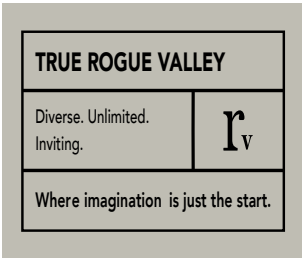 TRUE ROGUE VALLEY
Diverse. Unlimited.
Inviting.
rv
Where imagination is just the start.